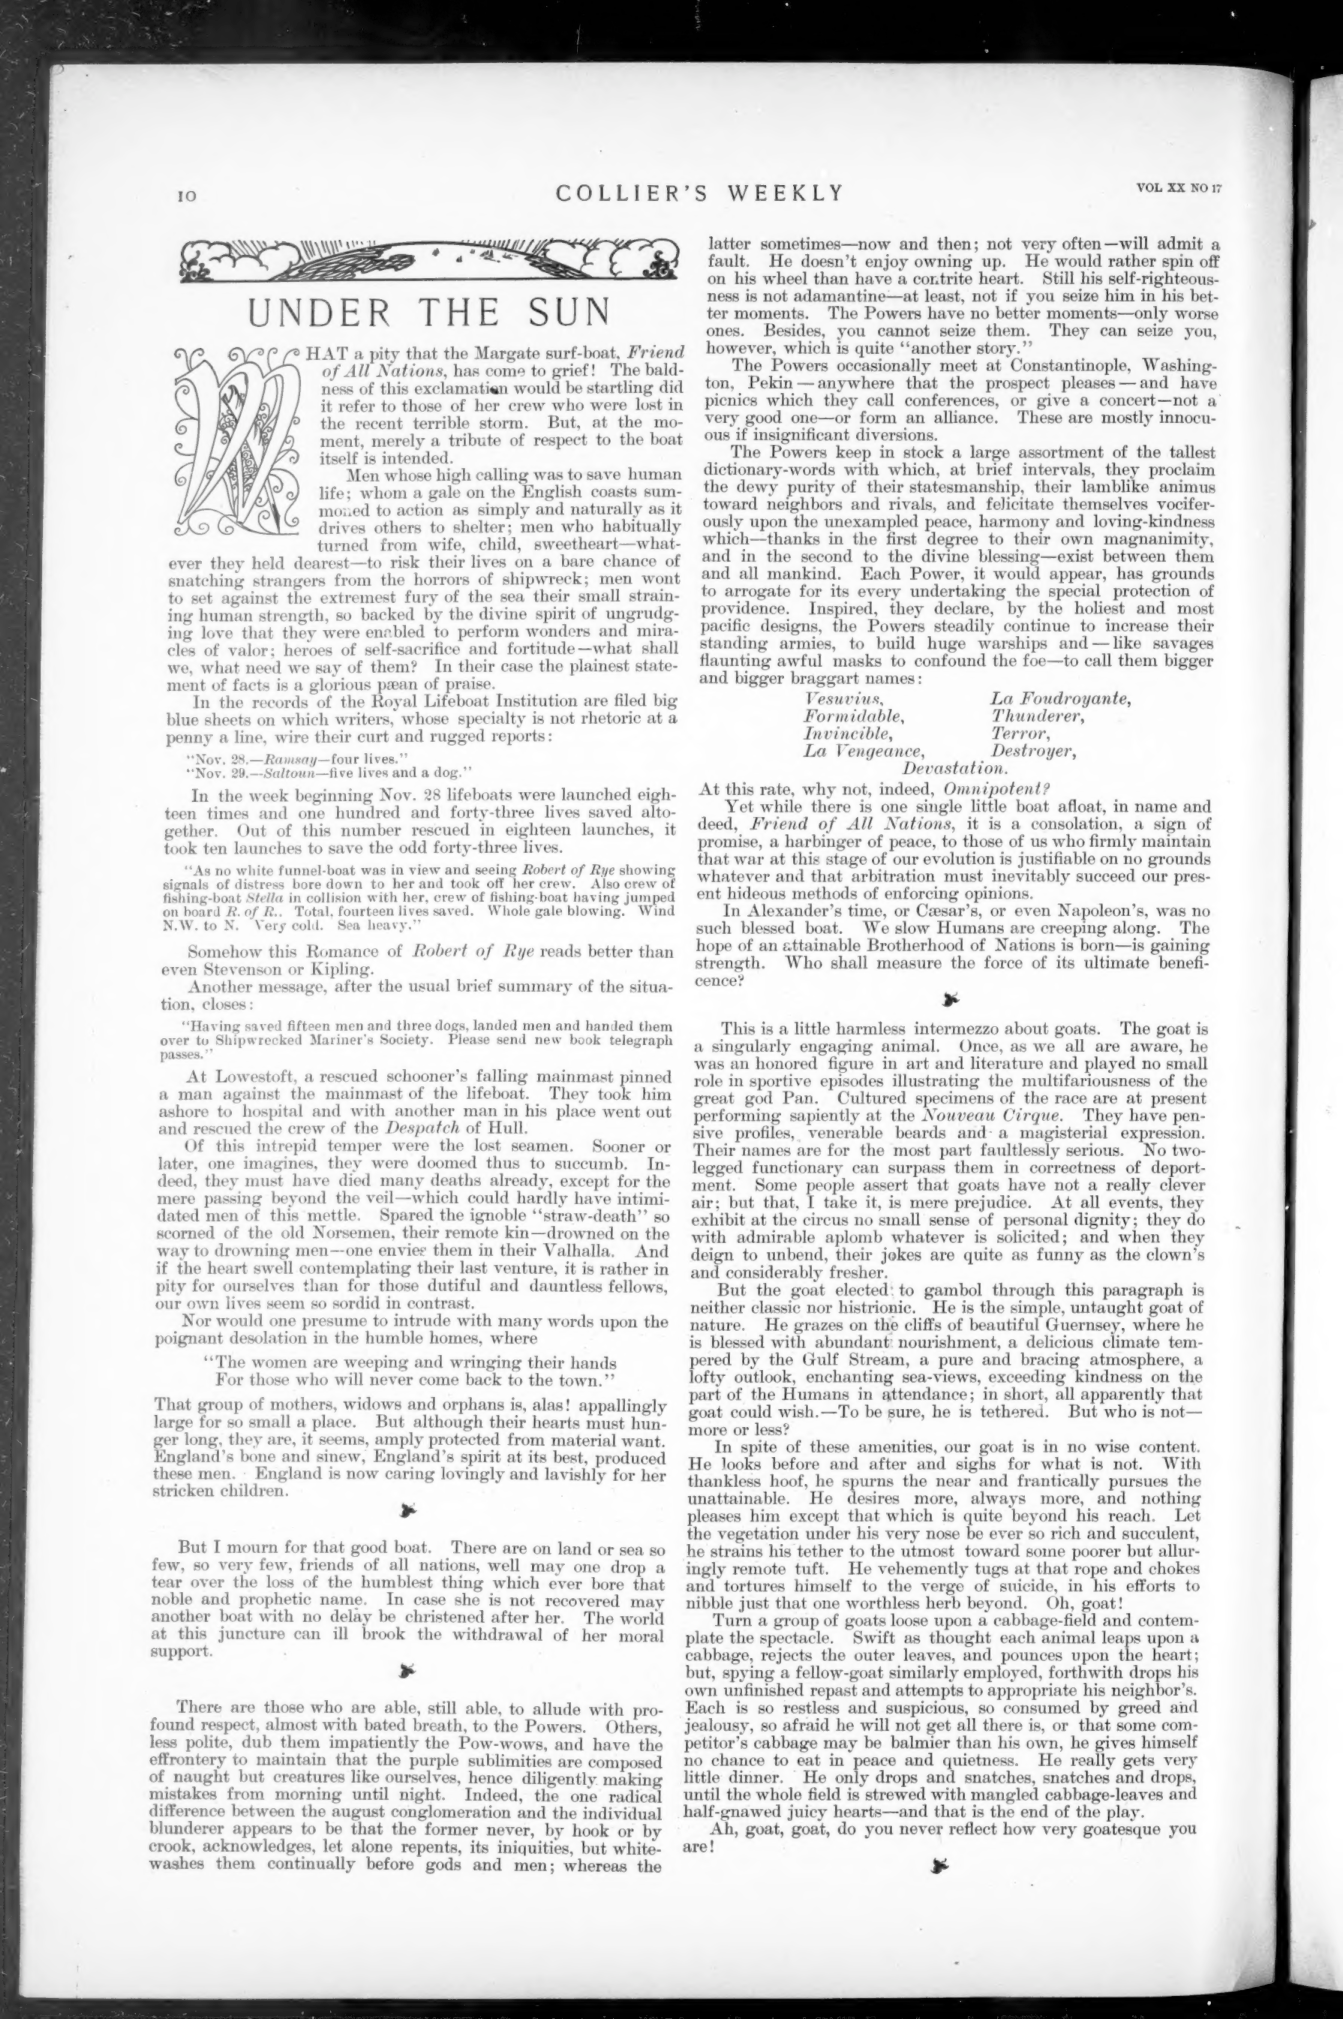 10
COLLIER'S WEEKLY
VOL XX NO 17
UNDER THE SUN
WHAT a pity that the Margate surf-boat, Friend
of All Nations, has come to grief! The bald-
ness of this exclamation would be startling did
it refer to those of her crew who were lost in
the recent terrible storm. But, at the mo-
ment, merely a tribute of respect to the boat
itself is intended.
Men whose high calling was to save human
life; whom a gale on the English coasts sum-
moned to action as simply and naturally as it
drives others to shelter; men who habitually
turned from wife, child, sweetheart—what-
ever they held dearest—to risk their lives on a bare chance of
snatching strangers from the horrors of shipwreck; men wont
to set against the extremest fury of the sea their small strain-
ing human strength, so backed by the divine spirit of ungrudg-
ing love that they were enabled to perform wonders and mira-
cles of valor; heroes of self-sacrifice and fortitude—what shall
we, what need we say of them? In their case the plainest state-
ment of facts is a glorious pæan of praise.
In the records of the Royal Lifeboat Institution are filed big
blue sheets on which writers, whose specialty is not rhetoric at a
penny a line, wire their curt and rugged reports:
"Nov. 28.—Ramsay—four lives."
"Nov. 29.—Saltoun—five lives and a dog."
In the week beginning Nov. 28 lifeboats were launched eigh-
teen times and one hundred and forty-three lives saved alto-
gether. Out of this number rescued in eighteen launches, it
took ten launches to save the odd forty-three lives.
"As no white funnel-boat was in view and seeing Robert of Rye showing
signals of distress bore down to her and took off her crew. Also crew of
fishing-boat Stella in collision with her, crew of fishing-boat having jumped
on board R. of R.. Total, fourteen lives saved. Whole gale blowing. Wind
N.W. to N. Very cold. Sea heavy."
Somehow this Romance of Robert of Rye reads better than
even Stevenson or Kipling.
Another message, after the usual brief summary of the situa-
tion, closes:
"Having saved fifteen men and three dogs, landed men and handed them
over to Shipwrecked Mariner's Society. Please send new book telegraph
passes."
At Lowestoft, a rescued schooner's falling mainmast pinned
a man against the mainmast of the lifeboat. They took him
ashore to hospital and with another man in his place went out
and rescued the crew of the Despatch of Hull.
Of this intrepid temper were the lost seamen. Sooner or
later, one imagines, they were doomed thus to succumb. In-
deed, they must have died many deaths already, except for the
mere passing beyond the veil—which could hardly have intimi-
dated men of this mettle. Spared the ignoble "straw-death" so
scorned of the old Norsemen, their remote kin—drowned on the
way to drowning men—one envies them in their Valhalla. And
if the heart swell contemplating their last venture, it is rather in
pity for ourselves than for those dutiful and dauntless fellows,
our own lives seem so sordid in contrast.
Nor would one presume to intrude with many words upon the
poignant desolation in the humble homes, where
"The women are weeping and wringing their hands
For those who will never come back to the town."
That group of mothers, widows and orphans is, alas! appallingly
large for so small a place. But although their hearts must hun-
ger long, they are, it seems, amply protected from material want.
England's bone and sinew, England's spirit at its best, produced
these men. England is now caring lovingly and lavishly for her
stricken children.
But I mourn for that good boat. There are on land or sea so
few, so very few, friends of all nations, well may one drop a
tear over the loss of the humblest thing which ever bore that
noble and prophetic name. In case she is not recovered may
another boat with no delay be christened after her. The world
at this juncture can ill brook the withdrawal of her moral
support.
There are those who are able, still able, to allude with pro-
found respect, almost with bated breath, to the Powers. Others,
less polite, dub them impatiently the Pow-wows, and have the
effrontery to maintain that the purple sublimities are composed
of naught but creatures like ourselves, hence diligently making
mistakes from morning until night. Indeed, the one radical
difference between the august conglomeration and the individual
blunderer appears to be that the former never, by hook or by
crook, acknowledges, let alone repents, its iniquities, but white-
washes them continually before gods and men; whereas the
latter sometimes—now and then; not very often—will admit a
fault. He doesn't enjoy owning up. He would rather spin off
on his wheel than have a contrite heart. Still his self-righteous-
ness is not adamantine—at least, not if you seize him in his bet-
ter moments. The Powers have no better moments—only worse
ones. Besides, you cannot seize them. They can seize you,
however, which is quite "another story."
The Powers occasionally meet at Constantinople, Washing-
ton, Pekin—anywhere that the prospect pleases—and have
picnics which they call conferences, or give a concert—not a
very good one—or form an alliance. These are mostly innocu-
ous if insignificant diversions.
The Powers keep in stock a large assortment of the tallest
dictionary-words with which, at brief intervals, they proclaim
the dewy purity of their statesmanship, their lamblike animus
toward neighbors and rivals, and felicitate themselves vocifer-
ously upon the unexampled peace, harmony and loving-kindness
which—thanks in the first degree to their own magnanimity,
and in the second to the divine blessing—exist between them
and all mankind. Each Power, it would appear, has grounds
to arrogate for its every undertaking the special protection of
providence. Inspired, they declare, by the holiest and most
pacific designs, the Powers steadily continue to increase their
standing armies, to build huge warships and—like savages
flaunting awful masks to confound the foe—to call them bigger
and bigger braggart names:
Vesuvius, La Foudroyante,
Formidable, Thunderer,
Invincible, Terror,
La Vengeance, Destroyer,
Devastation.
At this rate, why not, indeed, Omnipotent?
Yet while there is one single little boat afloat, in name and
deed, Friend of All Nations, it is a consolation, a sign of
promise, a harbinger of peace, to those of us who firmly maintain
that war at this stage of our evolution is justifiable on no grounds
whatever and that arbitration must inevitably succeed our pres-
ent hideous methods of enforcing opinions.
In Alexander's time, or Cæsar's, or even Napoleon's, was no
such blessed boat. We slow Humans are creeping along. The
hope of an attainable Brotherhood of Nations is born—is gaining
strength. Who shall measure the force of its ultimate benefi-
cence?
This is a little harmless intermezzo about goats. The goat is
a singularly engaging animal. Once, as we all are aware, he
was an honored figure in art and literature and played no small
role in sportive episodes illustrating the multifariousness of the
great god Pan. Cultured specimens of the race are at present
performing sapiently at the Nouveau Cirque. They have pen-
sive profiles, venerable beards and a magisterial expression.
Their names are for the most part faultlessly serious. No two-
legged functionary can surpass them in correctness of deport-
ment. Some people assert that goats have not a really clever
air; but that, I take it, is mere prejudice. At all events, they
exhibit at the circus no small sense of personal dignity; they do
with admirable aplomb whatever is solicited; and when they
deign to unbend, their jokes are quite as funny as the clown's
and considerably fresher.
But the goat elected to gambol through this paragraph is
neither classic nor histrionic. He is the simple, untaught goat of
nature. He grazes on the cliffs of beautiful Guernsey, where he
is blessed with abundant nourishment, a delicious climate tem-
pered by the Gulf Stream, a pure and bracing atmosphere, a
lofty outlook, enchanting sea-views, exceeding kindness on the
part of the Humans in attendance; in short, all apparently that
goat could wish.—To be sure, he is tethered. But who is not—
more or less?
In spite of these amenities, our goat is in no wise content.
He looks before and after and sighs for what is not. With
thankless hoof, he spurns the near and frantically pursues the
unattainable. He desires more, always more, and nothing
pleases him except that which is quite beyond his reach. Let
the vegetation under his very nose be ever so rich and succulent,
he strains his tether to the utmost toward some poorer but allur-
ingly remote tuft. He vehemently tugs at that rope and chokes
and tortures himself to the verge of suicide, in his efforts to
nibble just that one worthless herb beyond. Oh, goat!
Turn a group of goats loose upon a cabbage-field and contem-
plate the spectacle. Swift as thought each animal leaps upon a
cabbage, rejects the outer leaves, and pounces upon the heart;
but, spying a fellow-goat similarly employed, forthwith drops his
own unfinished repast and attempts to appropriate his neighbor's.
Each is so restless and suspicious, so consumed by greed and
jealousy, so afraid he will not get all there is, or that some com-
petitor's cabbage may be balmier than his own, he gives himself
no chance to eat in peace and quietness. He really gets very
little dinner. He only drops and snatches, snatches and drops,
until the whole field is strewed with mangled cabbage-leaves and
half-gnawed juicy hearts—and that is the end of the play.
Ah, goat, goat, do you never reflect how very goatesque you
are!